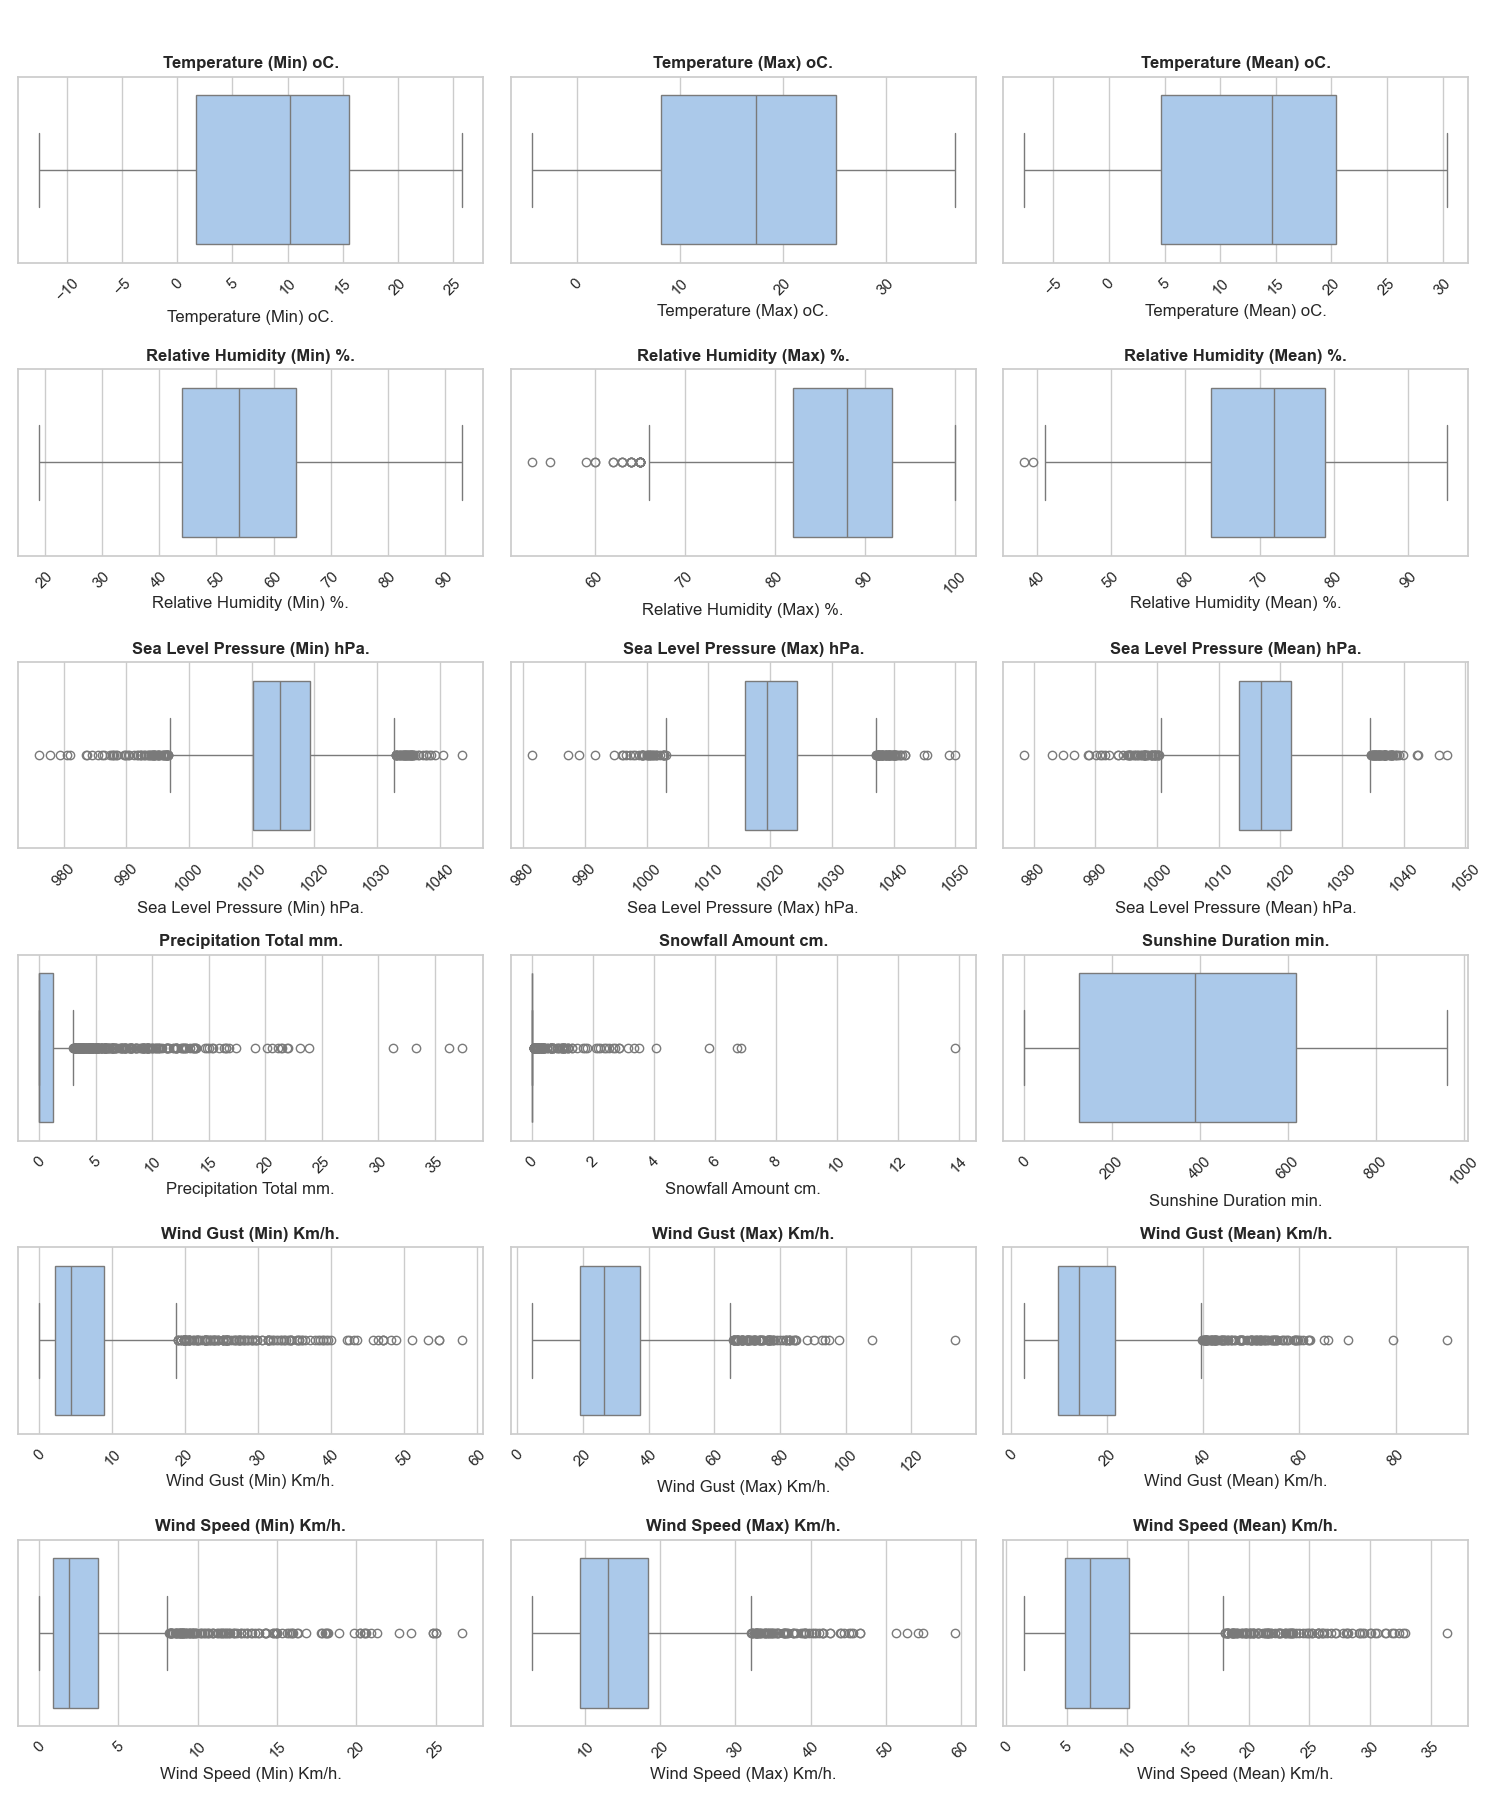 Temperature (Min) oC.
Temperature (Max) oC.
Temperature (Mean) oC.
−10 −5 0 5 10 15 20 25
0 10 20 30
−5 0 5 10 15 20 25 30
Temperature (Min) oC.
Temperature (Max) oC.
Temperature (Mean) oC.
Relative Humidity (Min) %.
Relative Humidity (Max) %.
Relative Humidity (Mean) %.
20 30 40 50 60 70 80 90
60 70 80 90 100
40 50 60 70 80 90
Relative Humidity (Min) %.
Relative Humidity (Max) %.
Relative Humidity (Mean) %.
Sea Level Pressure (Min) hPa.
Sea Level Pressure (Max) hPa.
Sea Level Pressure (Mean) hPa.
980 990 1000 1010 1020 1030 1040
980 990 1000 1010 1020 1030 1040 1050
980 990 1000 1010 1020 1030 1040 1050
Sea Level Pressure (Min) hPa.
Sea Level Pressure (Max) hPa.
Sea Level Pressure (Mean) hPa.
Precipitation Total mm.
Snowfall Amount cm.
Sunshine Duration min.
0 5 10 15 20 25 30 35
0 2 4 6 8 10 12 14
0 200 400 600 800 1000
Precipitation Total mm.
Snowfall Amount cm.
Sunshine Duration min.
Wind Gust (Min) Km/h.
Wind Gust (Max) Km/h.
Wind Gust (Mean) Km/h.
0 10 20 30 40 50 60
0 20 40 60 80 100 120
0 20 40 60 80
Wind Gust (Min) Km/h.
Wind Gust (Max) Km/h.
Wind Gust (Mean) Km/h.
Wind Speed (Min) Km/h.
Wind Speed (Max) Km/h.
Wind Speed (Mean) Km/h.
0 5 10 15 20 25
10 20 30 40 50 60
0 5 10 15 20 25 30 35
Wind Speed (Min) Km/h.
Wind Speed (Max) Km/h.
Wind Speed (Mean) Km/h.